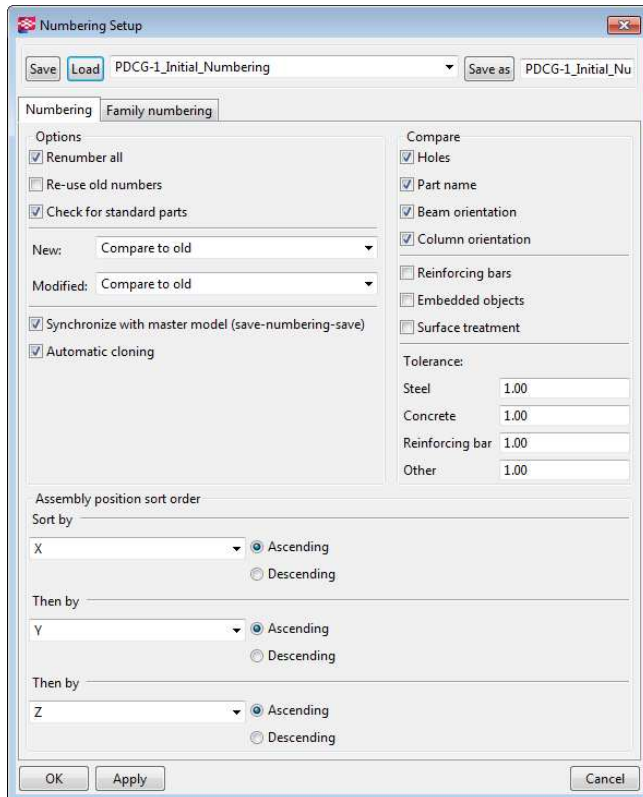 Numbering Setup
Save Load PDCG-1_Initial_Numbering Save as PDCG-1_Initial_Nu
Numbering Family numbering
Options
Renumber all
Re-use old numbers
Check for standard parts
New: Compare to old
Modified: Compare to old
Synchronize with master model (save-numbering-save)
Automatic cloning
Compare
Holes
Part name
Beam orientation
Column orientation
Reinforcing bars
Embedded objects
Surface treatment
Tolerance:
Steel 1.00
Concrete 1.00
Reinforcing bar 1.00
Other 1.00
Assembly position sort order
Sort by
X Ascending
Descending
Then by
Y Ascending
Descending
Then by
Z Ascending
Descending
OK Apply Cancel